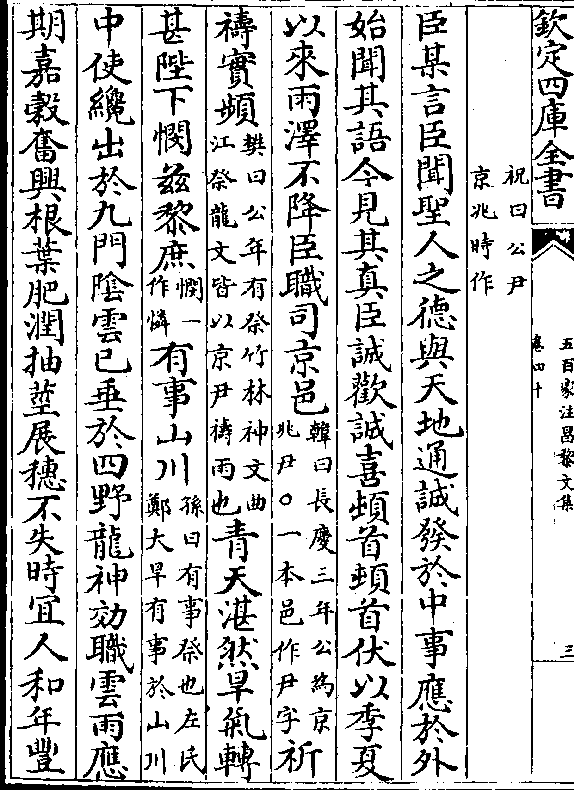 欽定四庫全書
五百家注昌黎文集
卷四十
三
祝曰公尹
京兆時作
臣某言臣聞聖人之德與天地通誠發於中事應於外
始聞其語今見其真臣誠歡誠喜頓首頓首伏以季夏
以來雨澤不降臣職司京邑韓曰長慶三年公為京兆尹○一本邑作尹字祈
禱實頻樊曰公年有祭竹林神文曲江祭龍文皆以京尹禱雨也青天湛然旱氣轉
甚陛下憫兹黎庶憫一作憐有事山川孫曰有事祭也左氏鄭大旱有事於山川
中使纔出於九門陰雲已垂於四野龍神効職雲雨應
期嘉穀奮興根葉肥潤抽莖展穗不失時宜人和年豐